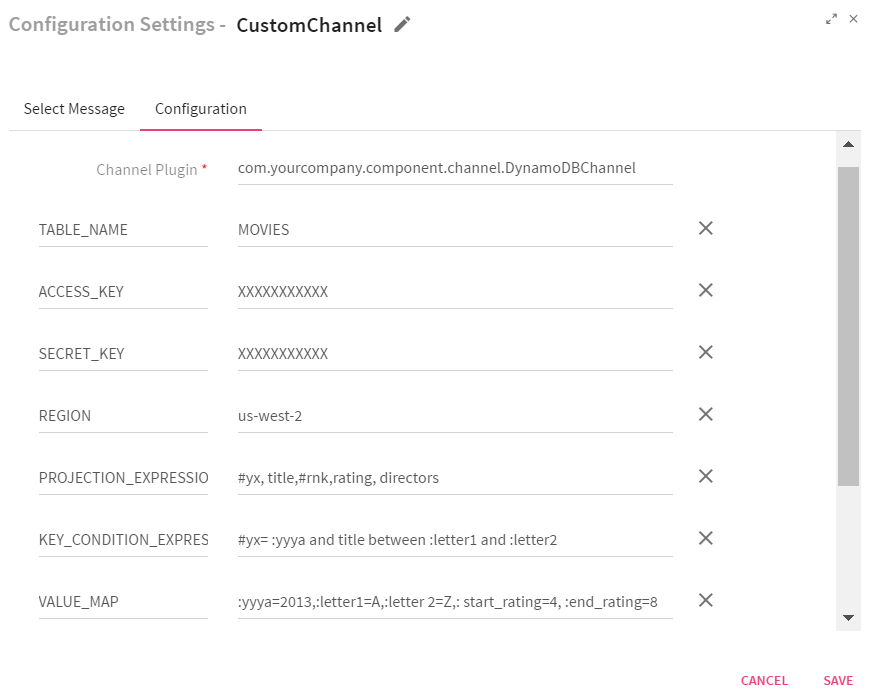 Configuration Settings - CustomChannel
Select Message Configuration
Channel Plugin * com.yourcompany.component.channel.DynamoDBChannel
TABLE_NAME MOVIES
ACCESS_KEY XXXXXXXXXXX
SECRET_KEY XXXXXXXXXXX
REGION us-west-2
PROJECTION_EXPRESSIO #yx, title,#rnk,rating, directors
KEY_CONDITION_EXPRES #yx= :yyya and title between :letter1 and :letter2
VALUE_MAP :yyya=2013,:letter1=A,:letter 2=Z,: start_rating=4, :end_rating=8
CANCEL SAVE